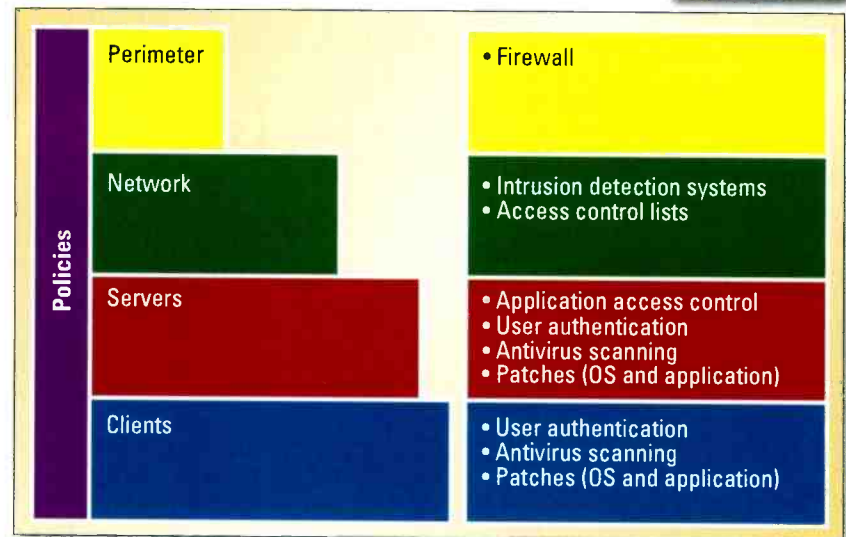 Policies
Perimeter
• Firewall
Network
• Intrusion detection systems
• Access control lists
Servers
• Application access control
• User authentication
• Antivirus scanning
• Patches (OS and application)
Clients
• User authentication
• Antivirus scanning
• Patches (OS and application)